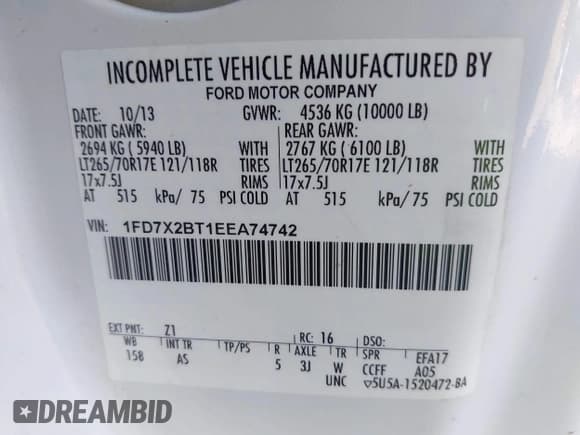 INCOMPLETE VEHICLE MANUFACTURED BY
FORD MOTOR COMPANY
DATE: 10/13 GVWR: 4536 KG (10000 LB)
FRONT GAWR: REAR GAWR:
2694 KG ( 5940 LB) WITH 2767 KG ( 6100 LB) WITH
LT265/70R17E 121/118R TIRES LT265/70R17E 121/118R TIRES
17x7.5J RIMS 17x7.5J RIMS
AT 515 kPa/ 75 PSI COLD AT 515 kPa/ 75 PSI COLD
VIN: 1FD7X2BT1EEA74742
EXT PNT: Z1 RC: 16 DSO:
WB INT TR TP/PS R AXLE TR SPR EFA17
158 AS 5 3J W CCFF A05
UNC ▽5U5A-1520472-BA
DREAMBID